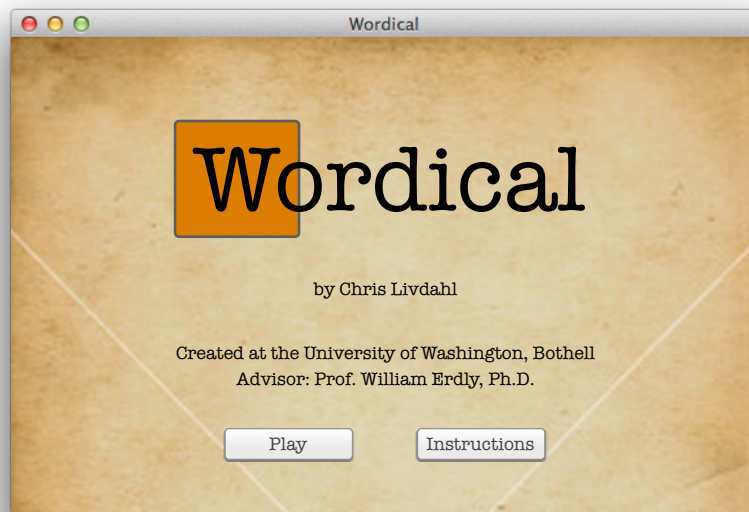 Wordical
Wordical
by Chris Livdahl
Created at the University of Washington, Bothell
Advisor: Prof. William Erdly, Ph.D.
Play
Instructions